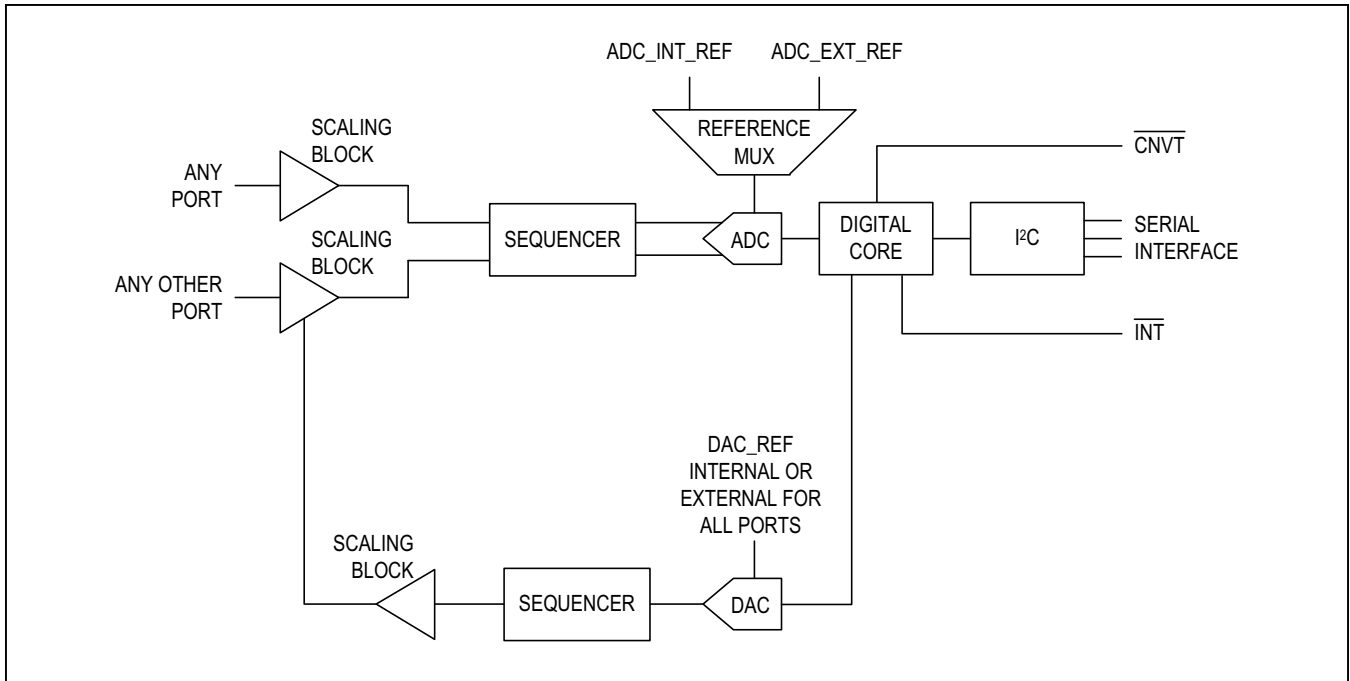 ADC_INT_REF
ADC_EXT_REF
REFERENCE
MUX
SCALING
BLOCK
ANY
PORT
SCALING
BLOCK
ANY OTHER
PORT
SEQUENCER
ADC
DIGITAL
CORE
I²C
CNVT
SERIAL
INTERFACE
INT
DAC_REF
INTERNAL OR
EXTERNAL FOR
ALL PORTS
SCALING
BLOCK
SEQUENCER
DAC